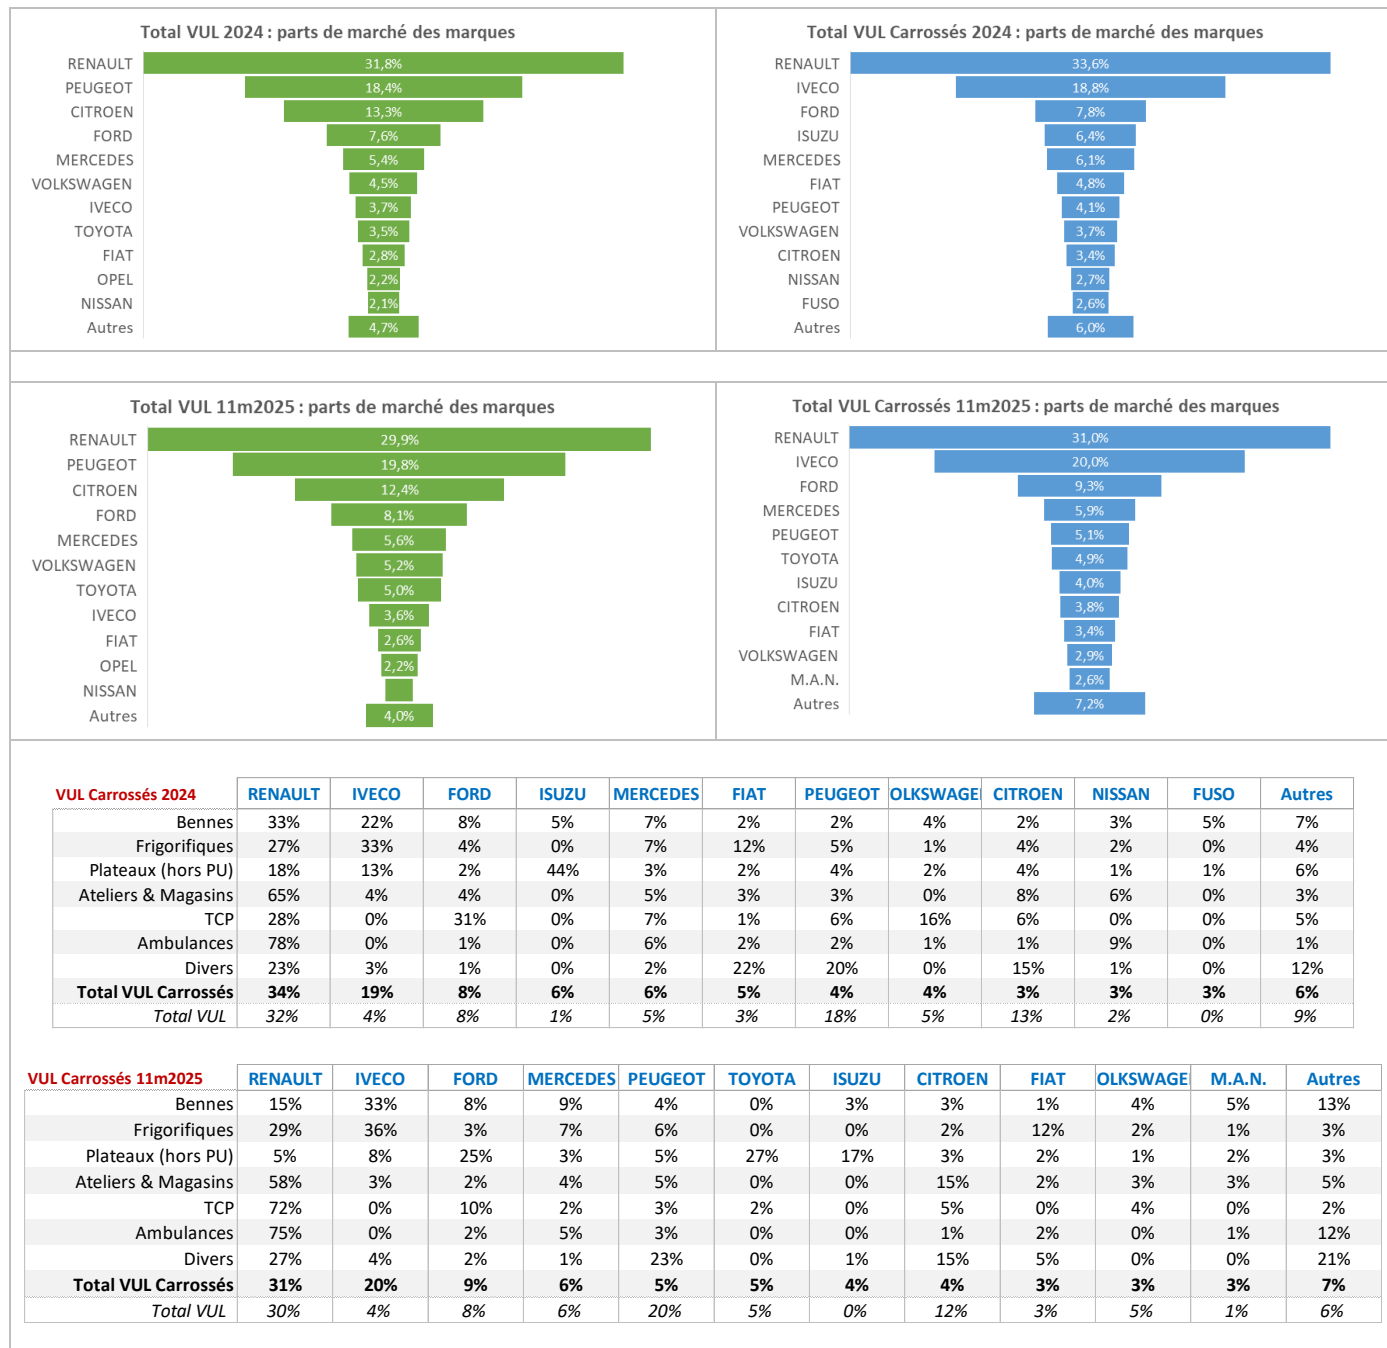 Total VUL 2024 : parts de marché des marques
RENAULT 31,8%
PEUGEOT 18,4%
CITROEN 13,3%
FORD 7,6%
MERCEDES 5,4%
VOLKSWAGEN 4,5%
IVECO 3,7%
TOYOTA 3,5%
FIAT 2,8%
OPEL 2,2%
NISSAN 2,1%
Autres 4,7%
Total VUL Carrossés 2024 : parts de marché des marques
RENAULT 33,6%
IVECO 18,8%
FORD 7,8%
ISUZU 6,4%
MERCEDES 6,1%
FIAT 4,8%
PEUGEOT 4,1%
VOLKSWAGEN 3,7%
CITROEN 3,4%
NISSAN 2,7%
FUSO 2,6%
Autres 6,0%
Total VUL 11m2025 : parts de marché des marques
RENAULT 29,9%
PEUGEOT 19,8%
CITROEN 12,4%
FORD 8,1%
MERCEDES 5,6%
VOLKSWAGEN 5,2%
TOYOTA 5,0%
IVECO 3,6%
FIAT 2,6%
OPEL 2,2%
NISSAN
Autres 4,0%
Total VUL Carrossés 11m2025 : parts de marché des marques
RENAULT 31,0%
IVECO 20,0%
FORD 9,3%
MERCEDES 5,9%
PEUGEOT 5,1%
TOYOTA 4,9%
ISUZU 4,0%
CITROEN 3,8%
FIAT 3,4%
VOLKSWAGEN 2,9%
M.A.N. 2,6%
Autres 7,2%
VUL Carrossés 2024 RENAULT IVECO FORD ISUZU MERCEDES FIAT PEUGEOT OLKSWAGE CITROEN NISSAN FUSO Autres
Bennes 33% 22% 8% 5% 7% 2% 2% 4% 2% 3% 5% 7%
Frigorifiques 27% 33% 4% 0% 7% 12% 5% 1% 4% 2% 0% 4%
Plateaux (hors PU) 18% 13% 2% 44% 3% 2% 4% 2% 4% 1% 1% 6%
Ateliers & Magasins 65% 4% 4% 0% 5% 3% 3% 0% 8% 6% 0% 3%
TCP 28% 0% 31% 0% 7% 1% 6% 16% 6% 0% 0% 5%
Ambulances 78% 0% 1% 0% 6% 2% 2% 1% 1% 9% 0% 1%
Divers 23% 3% 1% 0% 2% 22% 20% 0% 15% 1% 0% 12%
Total VUL Carrossés 34% 19% 8% 6% 6% 5% 4% 4% 3% 3% 3% 6%
Total VUL 32% 4% 8% 1% 5% 3% 18% 5% 13% 2% 0% 9%
VUL Carrossés 11m2025 RENAULT IVECO FORD MERCEDES PEUGEOT TOYOTA ISUZU CITROEN FIAT OLKSWAGE M.A.N. Autres
Bennes 15% 33% 8% 9% 4% 0% 3% 3% 1% 4% 5% 13%
Frigorifiques 29% 36% 3% 7% 6% 0% 0% 2% 12% 2% 1% 3%
Plateaux (hors PU) 5% 8% 25% 3% 5% 27% 17% 3% 2% 1% 2% 3%
Ateliers & Magasins 58% 3% 2% 4% 5% 0% 0% 15% 2% 3% 3% 5%
TCP 72% 0% 10% 2% 3% 2% 0% 5% 0% 4% 0% 2%
Ambulances 75% 0% 2% 5% 3% 0% 0% 1% 2% 0% 1% 12%
Divers 27% 4% 2% 1% 23% 0% 1% 15% 5% 0% 0% 21%
Total VUL Carrossés 31% 20% 9% 6% 5% 5% 4% 4% 3% 3% 3% 7%
Total VUL 30% 4% 8% 6% 20% 5% 0% 12% 3% 5% 1% 6%